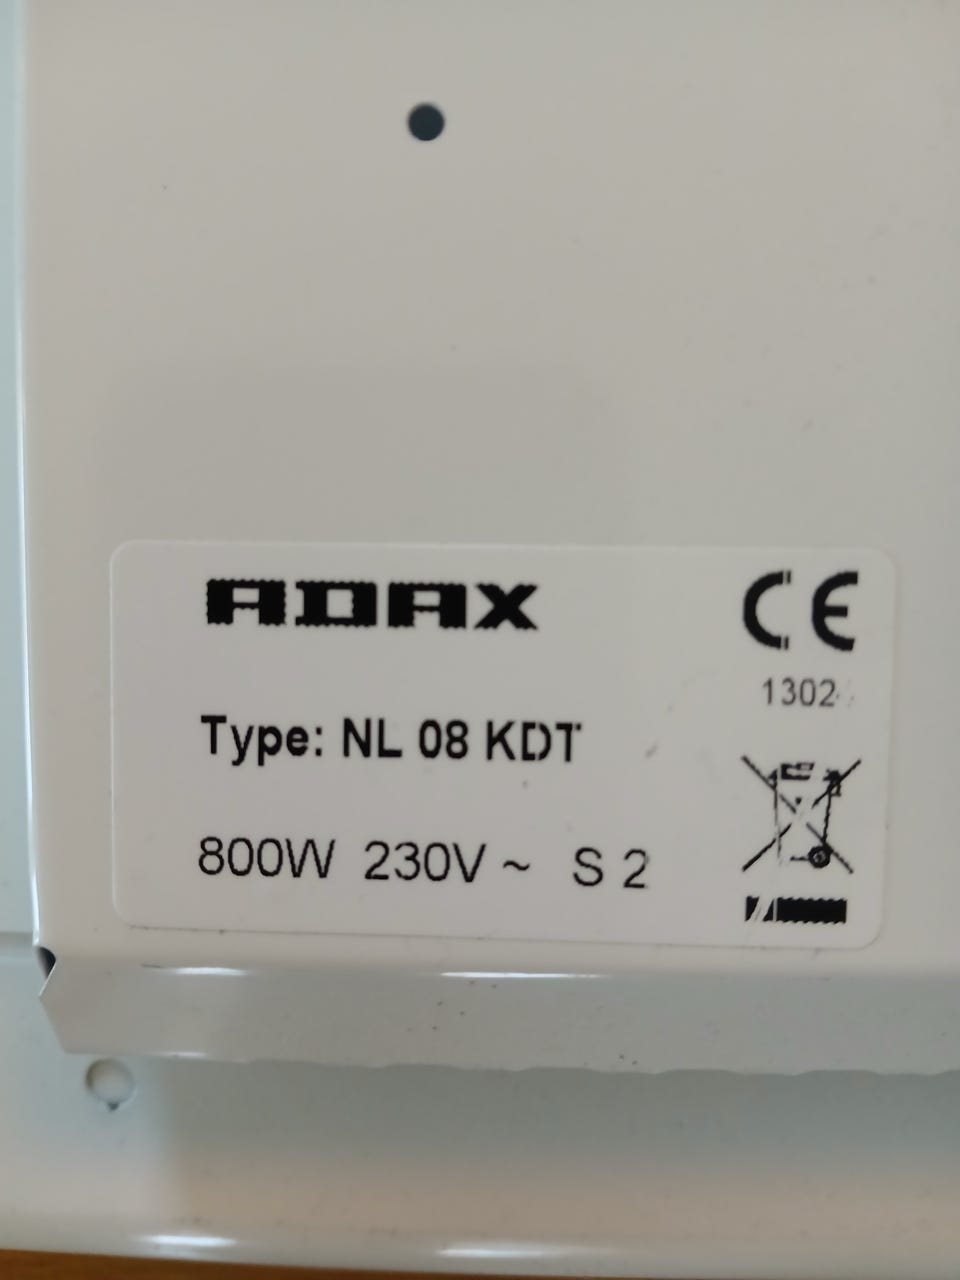 ADAX
CE
1302
Type: NL 08 KDT
800W 230V ~ S 2